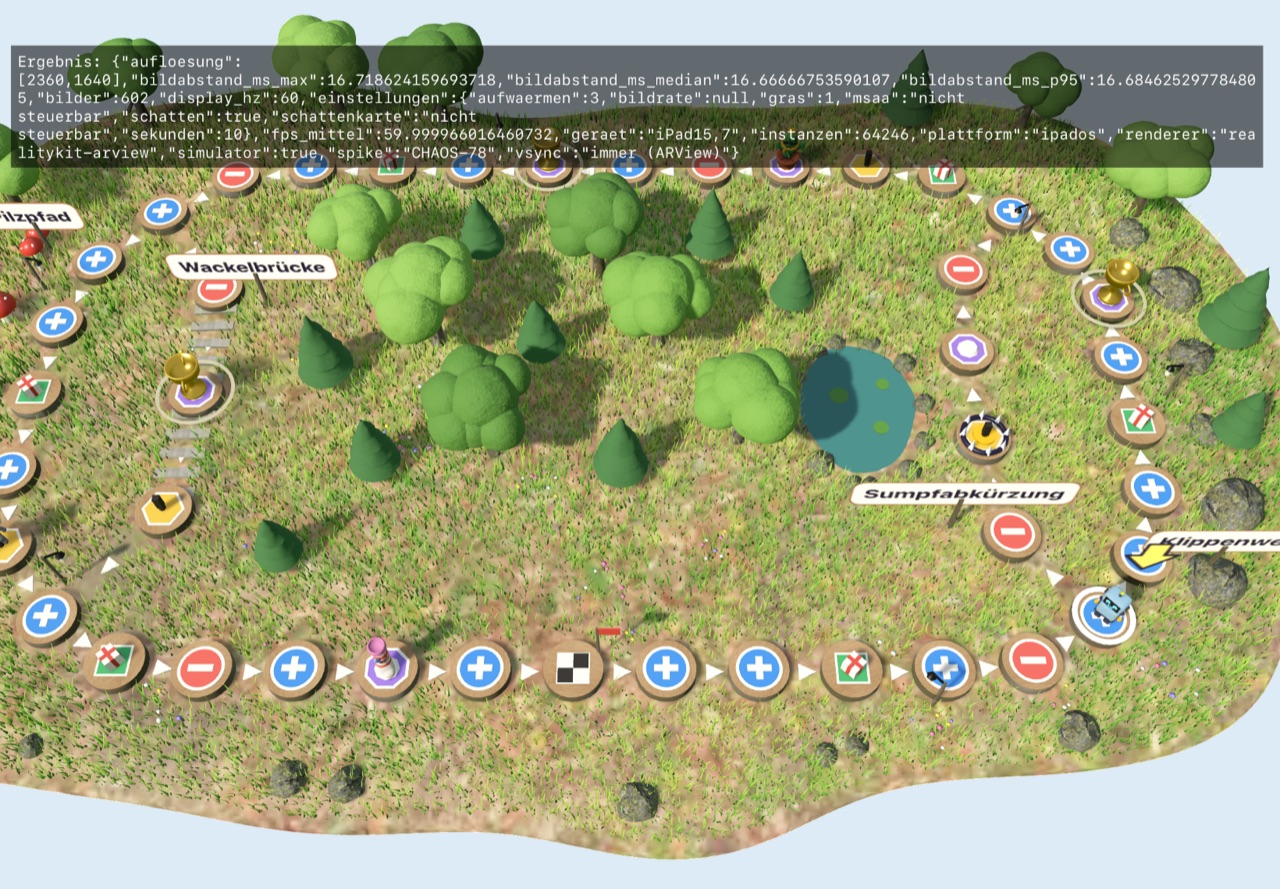 Ergebnis: {"aufloesung":
[2360,1640],"bildabstand_ms_max":16.718624159693718,"bildabstand_ms_median":16.66666753590107,"bildabstand_ms_p95":16.68462529778480
5,"bilder":602,"display_hz":60,"einstellungen":{"aufwaermen":3,"bildrate":null,"gras":1,"msaa":"nicht
steuerbar","schatten":true,"schattenkarte":"nicht
steuerbar","sekunden":10},"fps_mittel":59.999966016460732,"geraet":"iPad15,7","instanzen":64246,"plattform":"ipados","renderer":"rea
litykit-arview","simulator":true,"spike":"CHAOS-78","vsync":"immer (ARView)"}
ilzpfad
Wackelbrücke
Sumpfabkürzung
Klippenwe